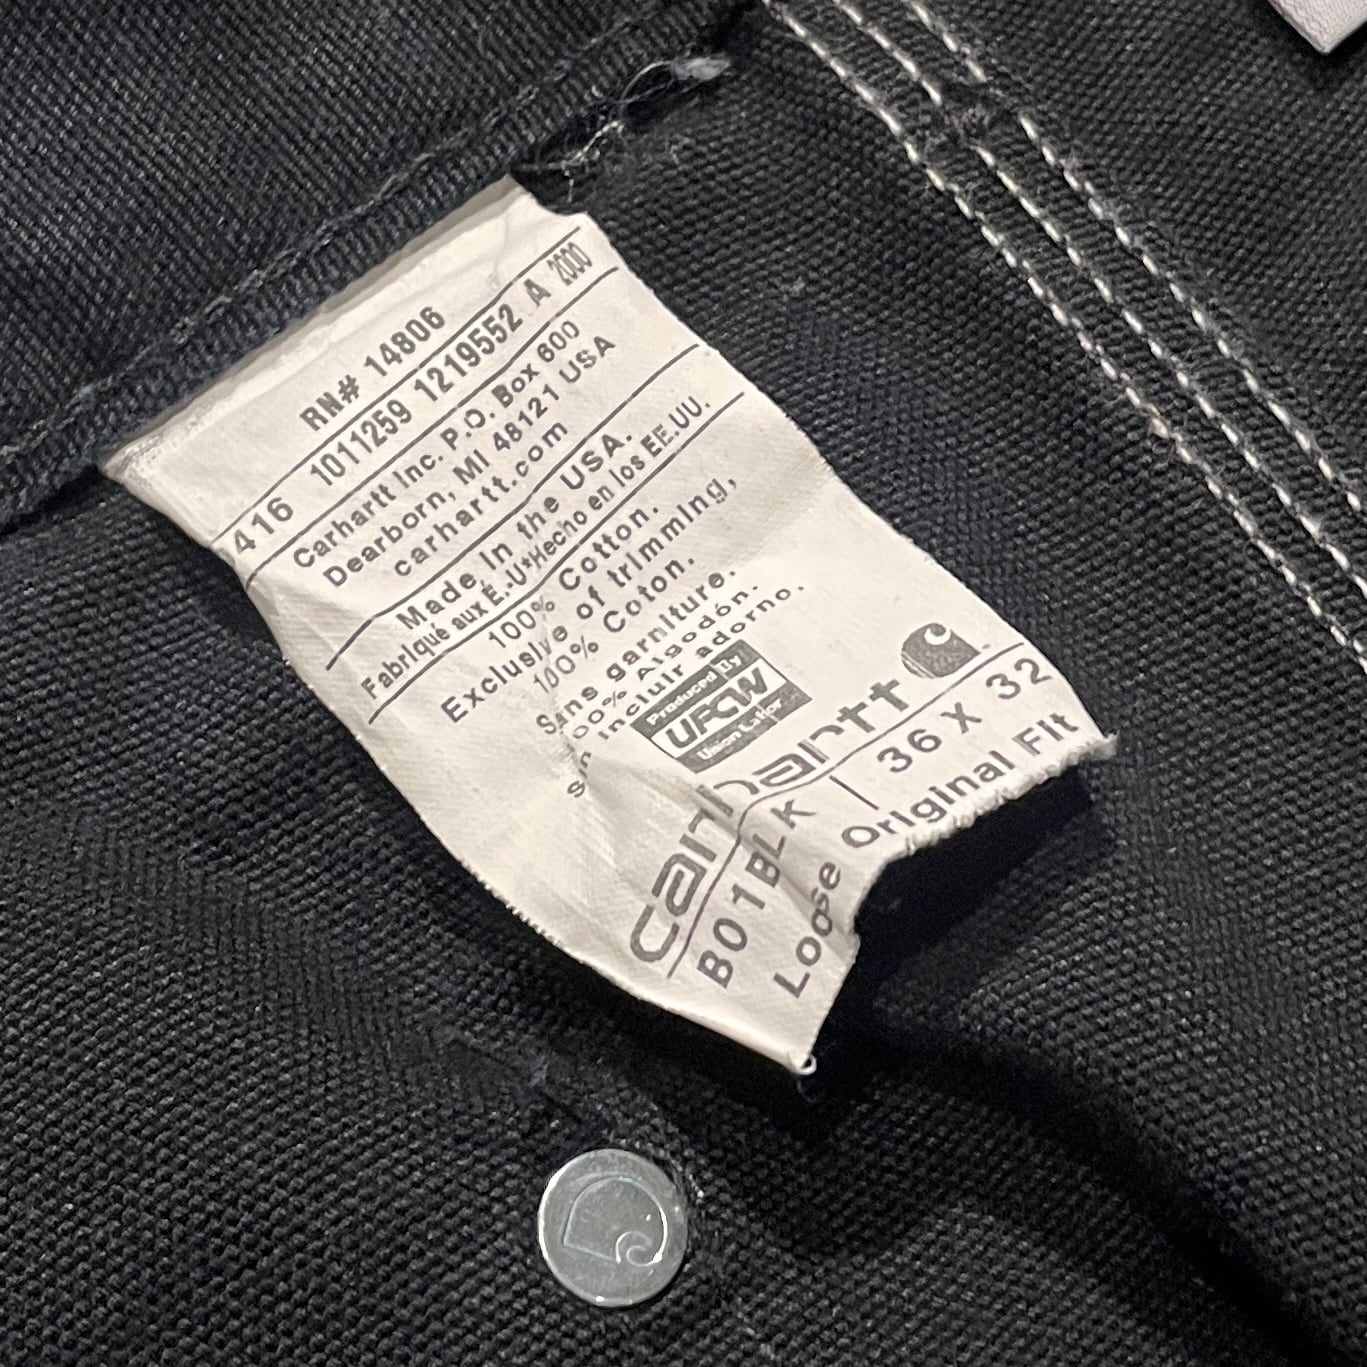 RN# 14806
416 1011259 1219552 A 2000
Carhartt Inc. P.O. Box 600
Dearborn, MI 48121 USA
carhartt.com
Made in the USA.
Fabriqué aux É.-U*Hecho en los EE.UU.
100% Cotton.
Exclusive of trimming,
100% Coton.
Sans garniture.
100% Algodón.
sin incluir adorno.
Produced By
UFCW
Union Labor
carhartt
B01BLK | 36 X 32
Loose Original Fit